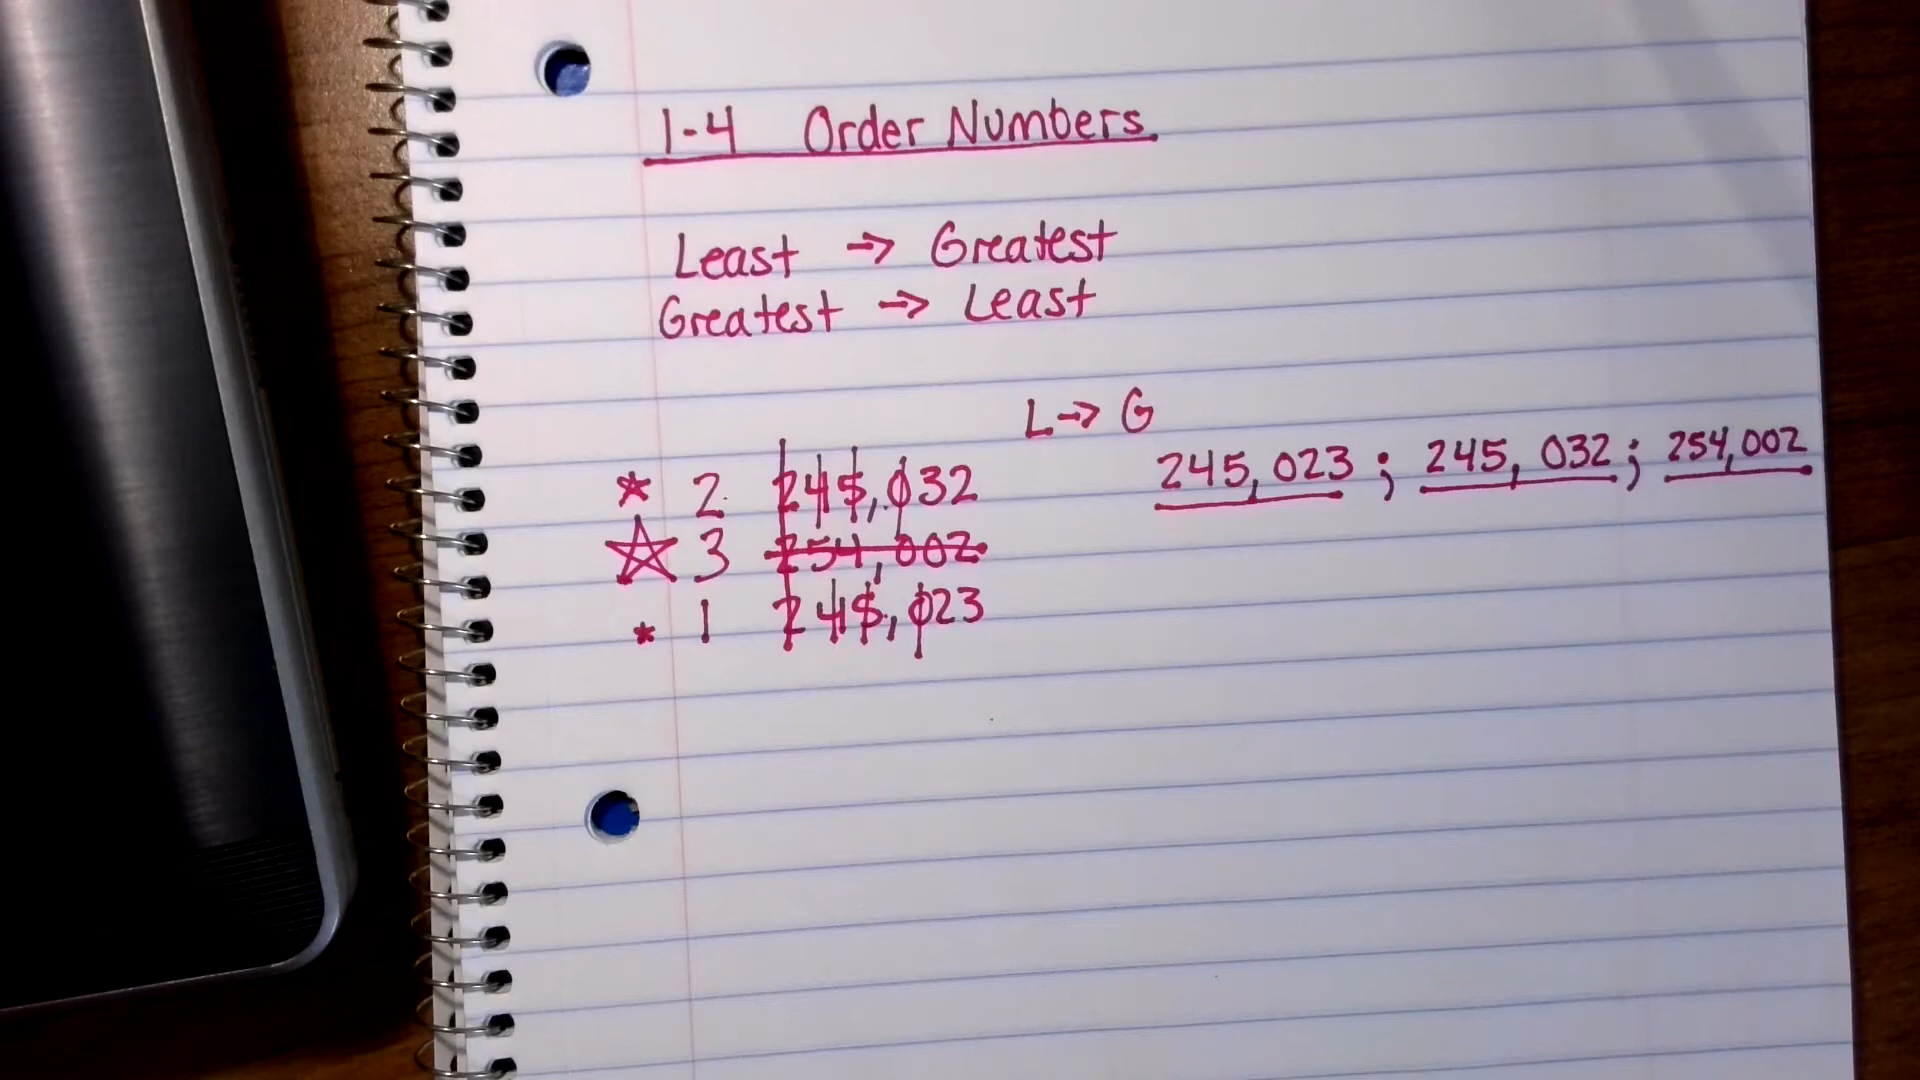 1-4 Order Numbers
Least → Greatest
Greatest → Least
L → G
* 2 245,032
☆ 3 254,002
* 1 245,023
245,023 ; 245,032 ; 254,002